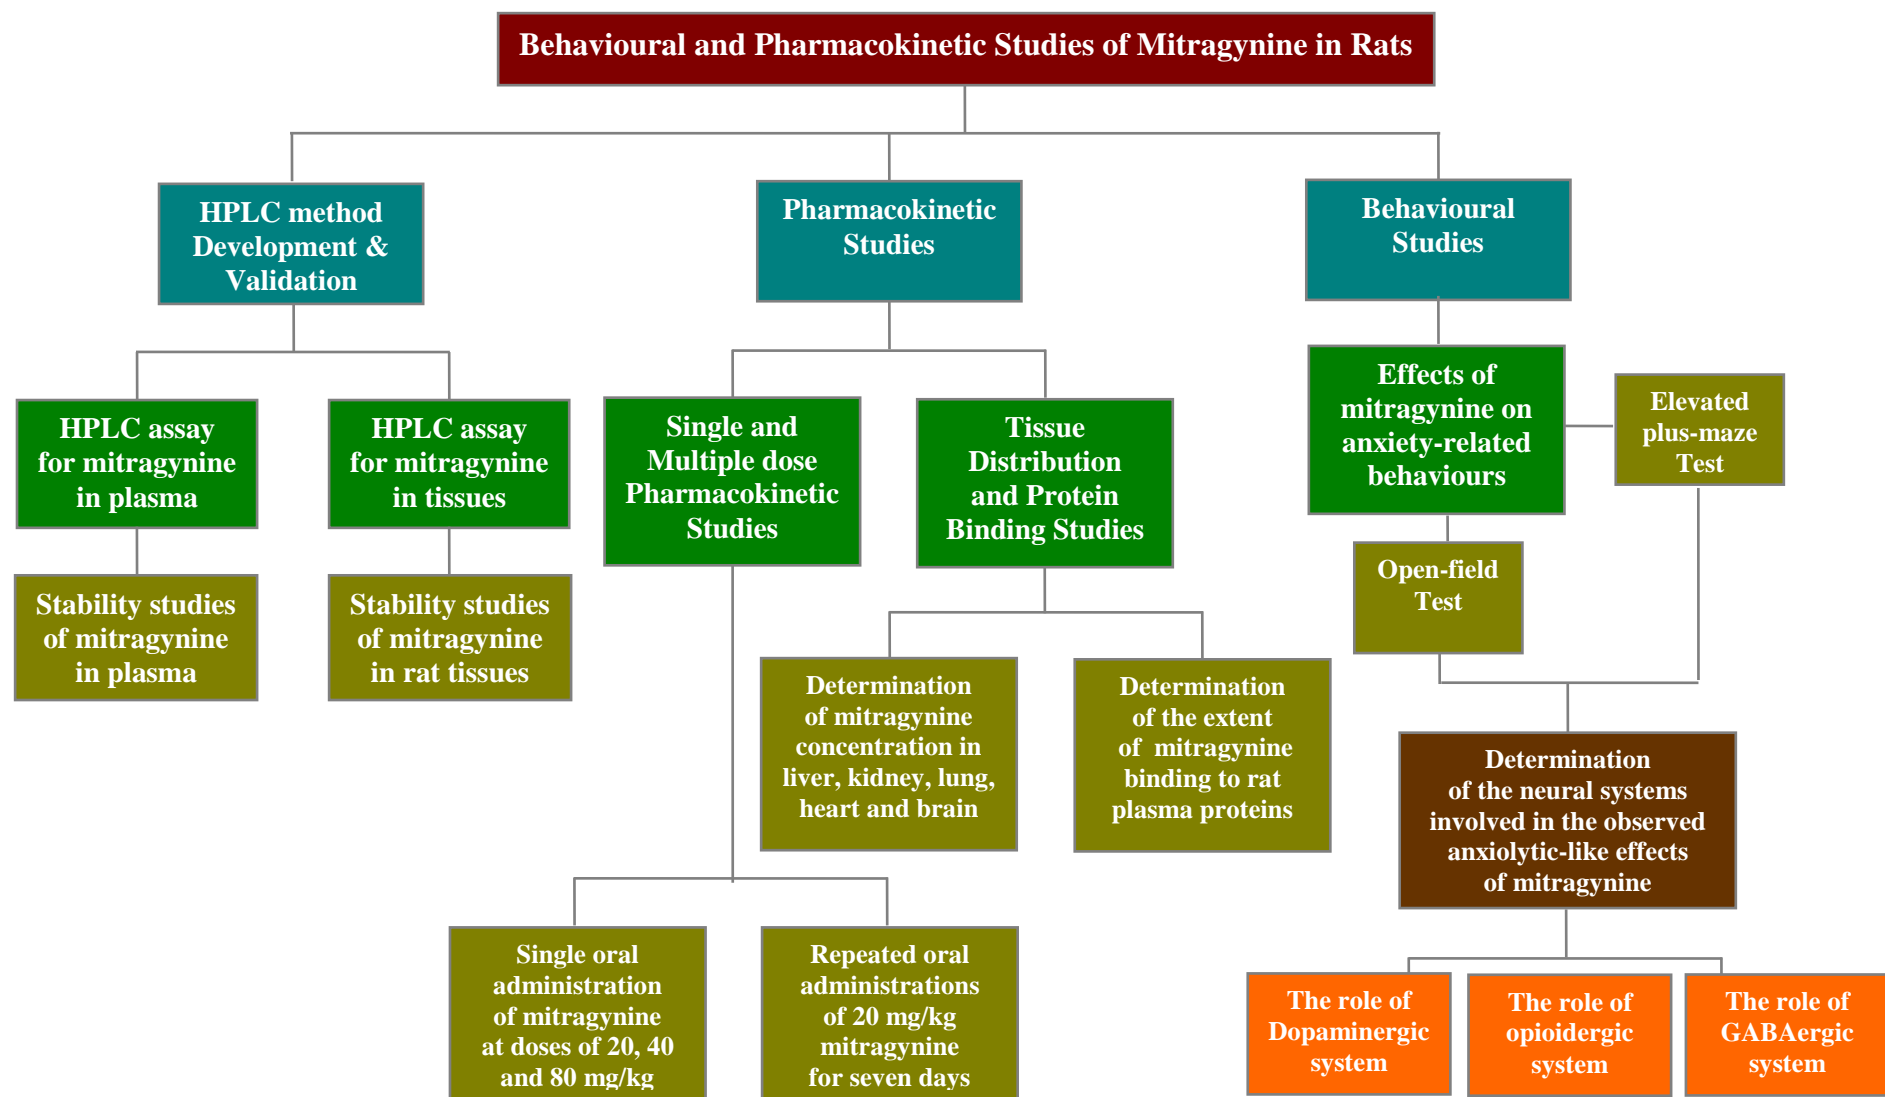 Behavioural and Pharmacokinetic Studies of Mitragynine in Rats
HPLC method
Development &
Validation
Pharmacokinetic
Studies
Behavioural
Studies
HPLC assay
for mitragynine
in plasma
HPLC assay
for mitragynine
in tissues
Single and
Multiple dose
Pharmacokinetic
Studies
Tissue
Distribution
and Protein
Binding Studies
Effects of
mitragynine on
anxiety-related
behaviours
Elevated
plus-maze
Test
Stability studies
of mitragynine
in plasma
Stability studies
of mitragynine
in rat tissues
Open-field
Test
Determination
of mitragynine
concentration in
liver, kidney, lung,
heart and brain
Determination
of the extent
of mitragynine
binding to rat
plasma proteins
Determination
of the neural systems
involved in the observed
anxiolytic-like effects
of mitragynine
Single oral
administration
of mitragynine
at doses of 20, 40
and 80 mg/kg
Repeated oral
administrations
of 20 mg/kg
mitragynine
for seven days
The role of
Dopaminergic
system
The role of
opioidergic
system
The role of
GABAergic
system